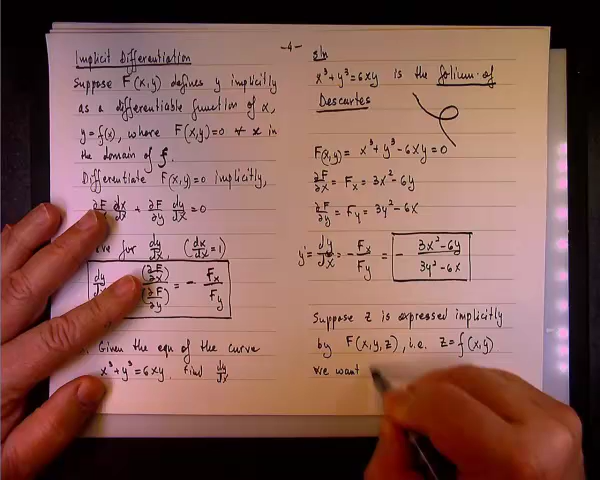 -4-
Implicit Differentiation
Suppose F(x,y) defines y implicitly
as a differentiable function of x,
y=f(x), where F(x,y)=0 ∀ x in
the domain of f.
Differentiate F(x,y)=0 implicitly,
∂F/∂x dx/dx + ∂F/∂y dy/dx = 0
for dy/dx, (dx/dx = 1)
dy (∂F/∂x)/(∂F/∂y) = - Fx/Fy
Given the eqn of the curve
x³+y³=6xy. find dy/dx
sln
x³+y³=6xy is the folium of
Descartes
F(x,y) = x³+y³-6xy=0
∂F/∂x = Fx = 3x²-6y
∂F/∂y = Fy = 3y²-6x
y'= dy/dx = - Fx/Fy = - (3x²-6y)/(3y²-6x)
Suppose z is expressed implicitly
by F(x,y,z), i.e. z=f(x,y)
we want